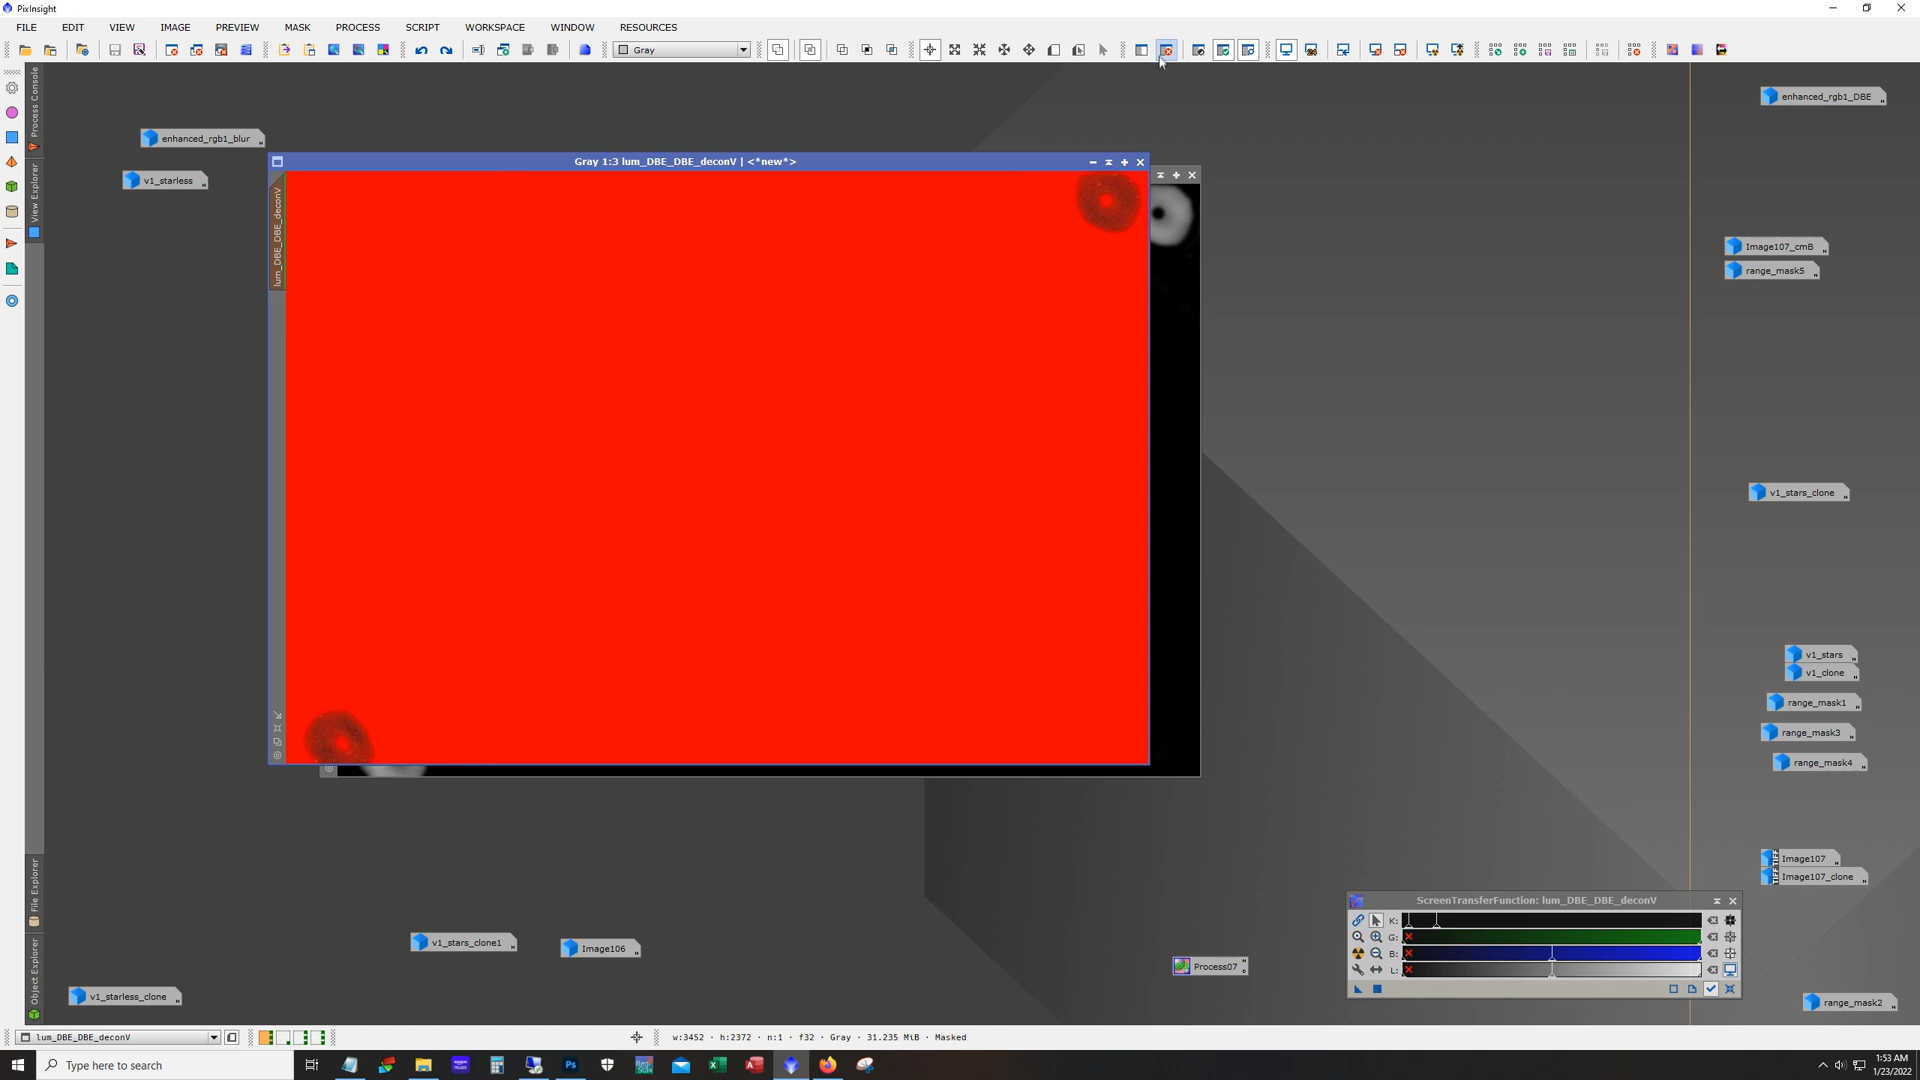 PixInsight
FILE EDIT VIEW IMAGE PREVIEW MASK PROCESS SCRIPT WORKSPACE WINDOW RESOURCES
Gray
Process Console
View Explorer
File Explorer
Object Explorer
enhanced_rgb1_blur
v1_starless
Gray 1:3 lum_DBE_DBE_deconV | <*new*>
lum_DBE_DBE_deconV
enhanced_rgb1_DBE
Image107_cmB
range_mask5
v1_stars_clone
v1_stars
v1_clone
range_mask1
range_mask3
range_mask4
TIFF Image107
TIFF Image107_clone
ScreenTransferFunction: lum_DBE_DBE_deconV
K:
G:
B:
L:
v1_stars_clone1
Image106
Process07
v1_starless_clone
range_mask2
lum_DBE_DBE_deconV
w:3452 · h:2372 · n:1 · f32 · Gray · 31.235 MiB · Masked
Type here to search
Ps
1:53 AM
1/23/2022